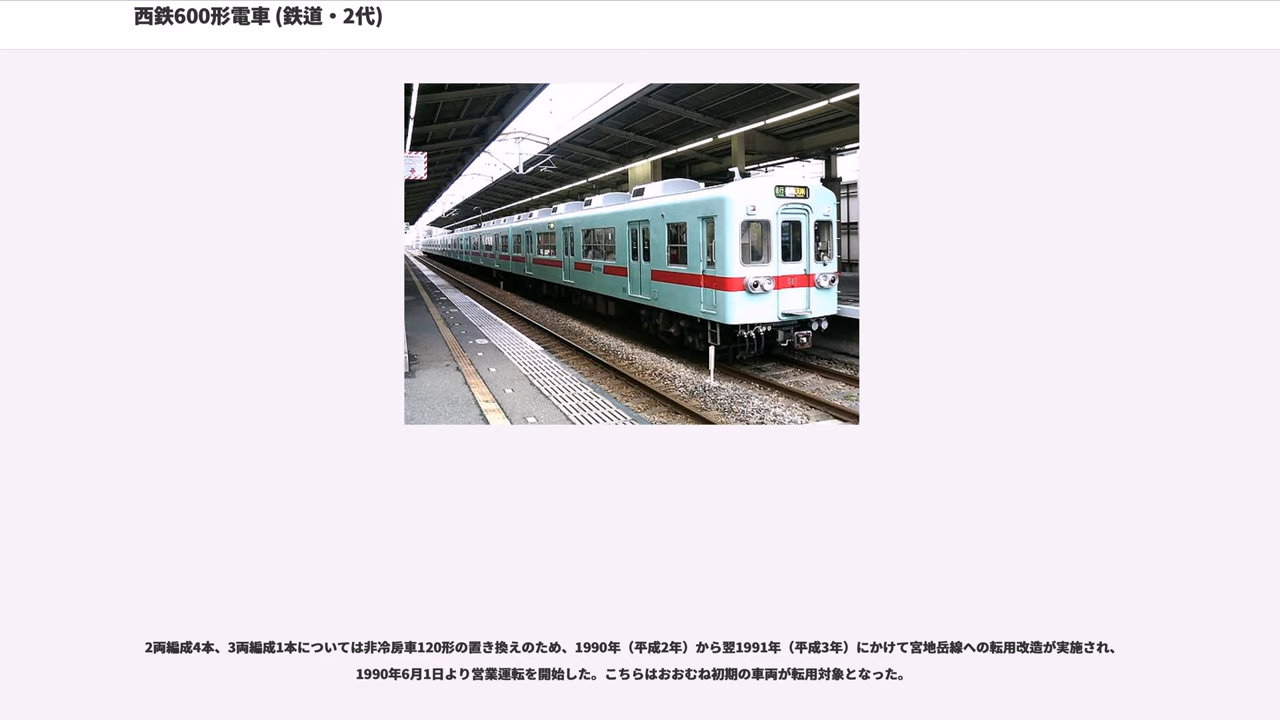 西鉄600形電車 (鉄道・2代)
2両編成4本、3両編成1本については非冷房車120形の置き換えのため、1990年（平成2年）から翌1991年（平成3年）にかけて宮地岳線への転用改造が実施され、
1990年6月1日より営業運転を開始した。こちらはおおむね初期の車両が転用対象となった。